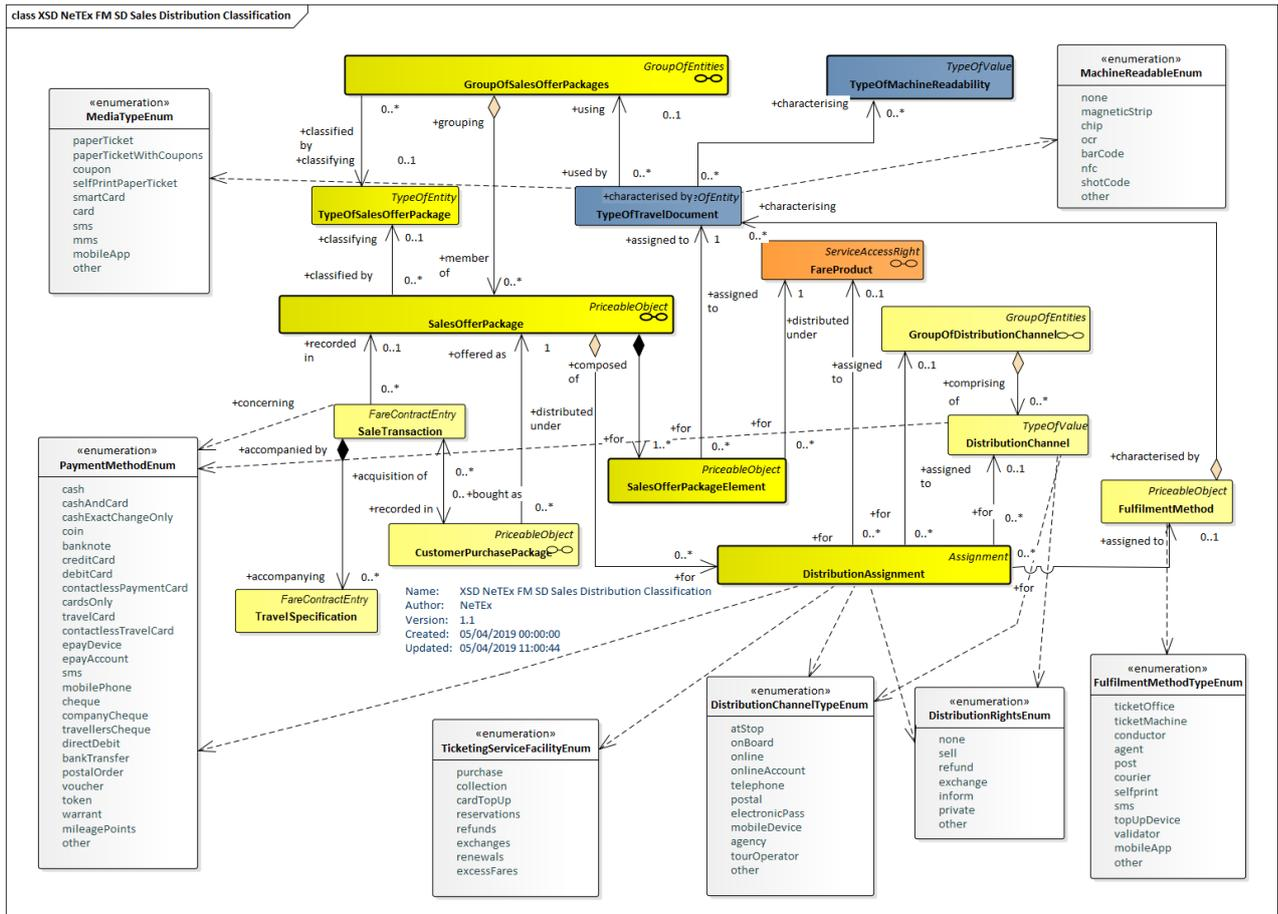 class XSD NeTEx FM SD Sales Distribution Classification
GroupOfEntities
GroupOfSalesOfferPackages
TypeOfValue
TypeOfMachineReadability
«enumeration»
MachineReadableEnum
none
magneticStrip
chip
ocr
barCode
nfc
shotCode
other
«enumeration»
MediaTypeEnum
paperTicket
paperTicketWithCoupons
coupon
selfPrintPaperTicket
smartCard
card
sms
mms
mobileApp
other
0..*
+grouping
+using
0..1
+characterising
0..*
+classified
by
+classifying
0..1
+used by
0..*
0..*
TypeOfEntity
TypeOfSalesOfferPackage
+characterised by
OfEntity
TypeOfTravelDocument
+characterising
0..*
+classifying
0..1
+assigned to
1
+classified by
0..*
+member
of
0..*
ServiceAccessRight
FareProduct
PriceableObject
SalesOfferPackage
+assigned
to
1
0..1
+distributed
under
GroupOfEntities
GroupOfDistributionChannel
+recorded
in
0..1
+offered as
1
+composed
of
+assigned
to
0..1
+comprising
of
0..*
0..*
+concerning
FareContractEntry
SaleTransaction
+distributed
under
+for
1..*
+for
0..*
+for
0..*
TypeOfValue
DistributionChannel
«enumeration»
PaymentMethodEnum
cash
cashAndCard
cashExactChangeOnly
coin
banknote
creditCard
debitCard
contactlessPaymentCard
cardsOnly
travelCard
contactlessTravelCard
epayDevice
epayAccount
sms
mobilePhone
cheque
companyCheque
travellersCheque
directDebit
bankTransfer
postalOrder
voucher
token
warrant
mileagePoints
other
+accompanied by
+acquisition of
0..*
0..
+bought as
+recorded in
0..*
PriceableObject
SalesOfferPackageElement
+assigned
to
0..1
+characterised by
PriceableObject
FulfilmentMethod
+for
0..*
+for
0..*
+for
0..*
+assigned to
0..1
PriceableObject
CustomerPurchasePackage
0..*
+for
Assignment
DistributionAssignment
0..*
+for
+accompanying
0..*
FareContractEntry
TravelSpecification
Name: XSD NeTEx FM SD Sales Distribution Classification
Author: NeTEx
Version: 1.1
Created: 05/04/2019 00:00:00
Updated: 05/04/2019 11:00:44
«enumeration»
TicketingServiceFacilityEnum
purchase
collection
cardTopUp
reservations
refunds
exchanges
renewals
excessFares
«enumeration»
DistributionChannelTypeEnum
atStop
onBoard
online
onlineAccount
telephone
postal
electronicPass
mobileDevice
agency
tourOperator
other
«enumeration»
DistributionRightsEnum
none
sell
refund
exchange
inform
private
other
«enumeration»
FulfilmentMethodTypeEnum
ticketOffice
ticketMachine
conductor
agent
post
courier
selfprint
sms
topUpDevice
validator
mobileApp
other